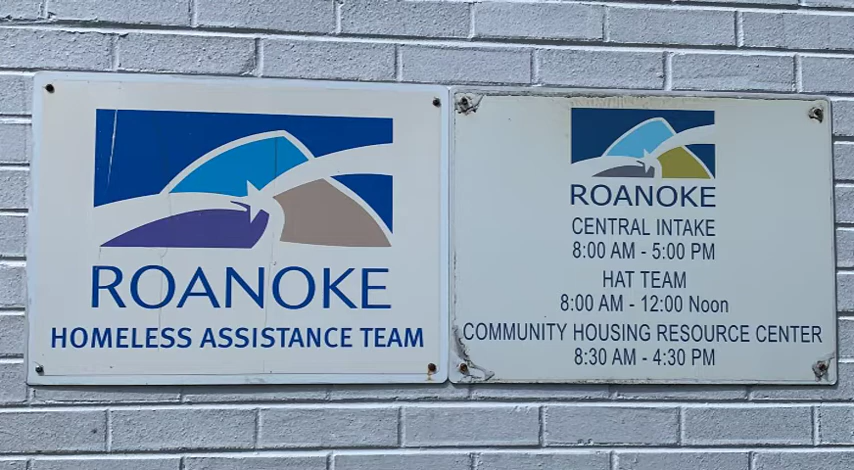 ROANOKE
HOMELESS ASSISTANCE TEAM
ROANOKE
CENTRAL INTAKE
8:00 AM - 5:00 PM
HAT TEAM
8:00 AM - 12:00 Noon
COMMUNITY HOUSING RESOURCE CENTER
8:30 AM - 4:30 PM